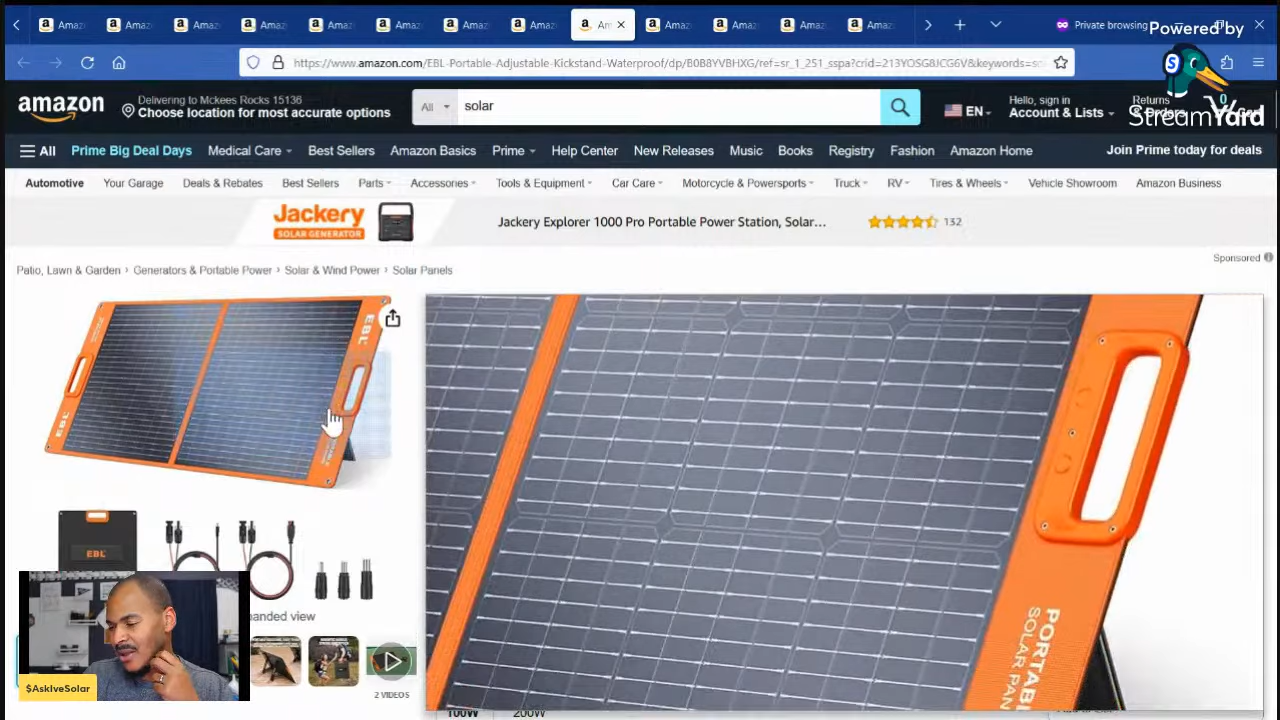 Amaz Amaz Amaz Amaz Amaz Amaz Amaz Amaz Am Amaz Amaz Amaz Amaz Private browsing
Powered by
https://www.amazon.com/EBL-Portable-Adjustable-Kickstand-Waterproof/dp/B0B8YVBHXG/ref=sr_1_251_sspa?crid=213YOSG8JCG6V&keywords=so
StreamYard
amazon
Delivering to Mckees Rocks 15136
Choose location for most accurate options
All
solar
EN
Hello, sign in
Account & Lists
Returns
0
All Prime Big Deal Days Medical Care Best Sellers Amazon Basics Prime Help Center New Releases Music Books Registry Fashion Amazon Home Join Prime today for deals
Automotive Your Garage Deals & Rebates Best Sellers Parts Accessories Tools & Equipment Car Care Motorcycle & Powersports Truck RV Tires & Wheels Vehicle Showroom Amazon Business
Jackery
SOLAR GENERATOR
Jackery Explorer 1000 Pro Portable Power Station, Solar... 132
Sponsored
Patio, Lawn & Garden › Generators & Portable Power › Solar & Wind Power › Solar Panels
EBL
EBL
EBL
anded view
2 VIDEOS
PORTABL
SOLAR PAN
$AskIveSolar
100W 200W